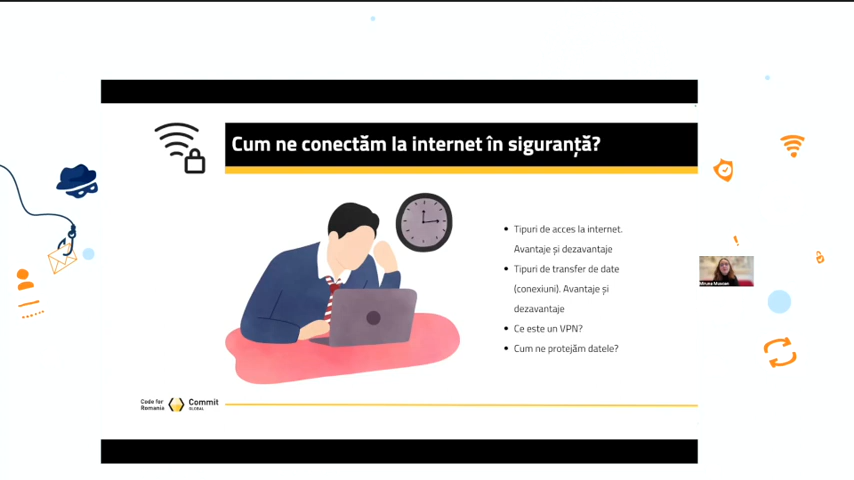 Cum ne conectăm la internet în siguranță?
Tipuri de acces la internet.
Avantaje și dezavantaje
Tipuri de transfer de date
(conexiuni). Avantaje și
dezavantaje
Ce este un VPN?
Cum ne protejăm datele?
Code for
Romania
Commit
GLOBAL